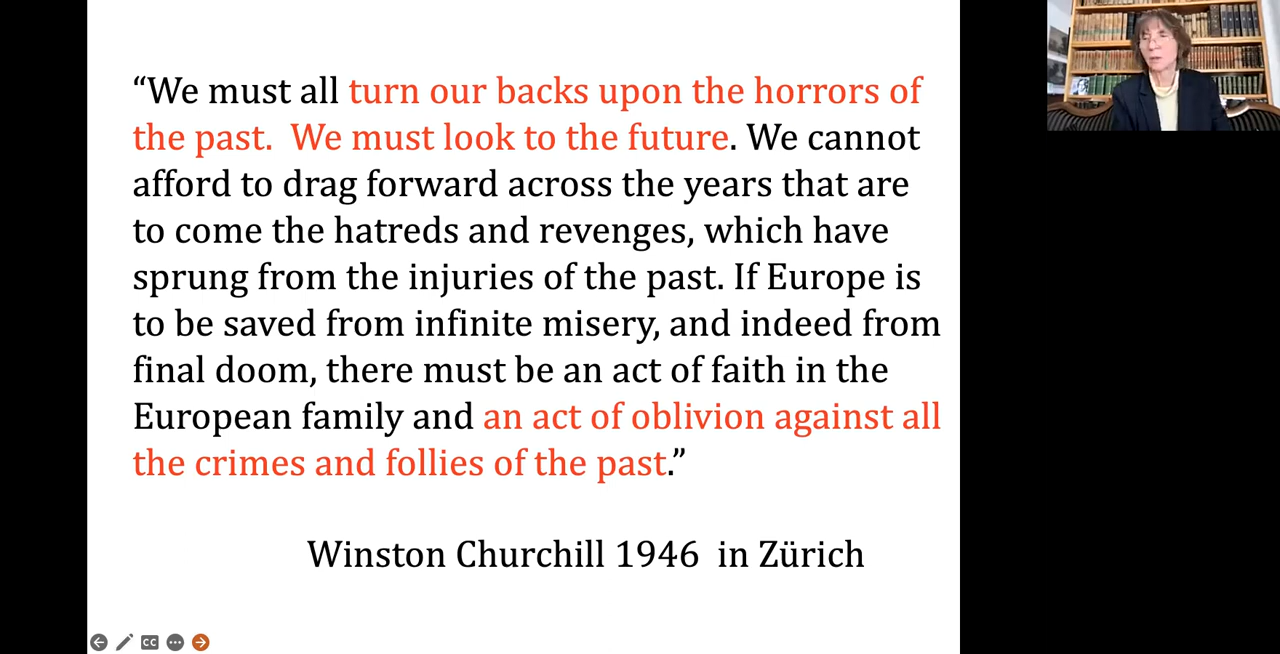 “We must all turn our backs upon the horrors of
the past.  We must look to the future. We cannot
afford to drag forward across the years that are
to come the hatreds and revenges, which have
sprung from the injuries of the past. If Europe is
to be saved from infinite misery, and indeed from
final doom, there must be an act of faith in the
European family and an act of oblivion against all
the crimes and follies of the past.”
Winston Churchill 1946  in Zürich
CC